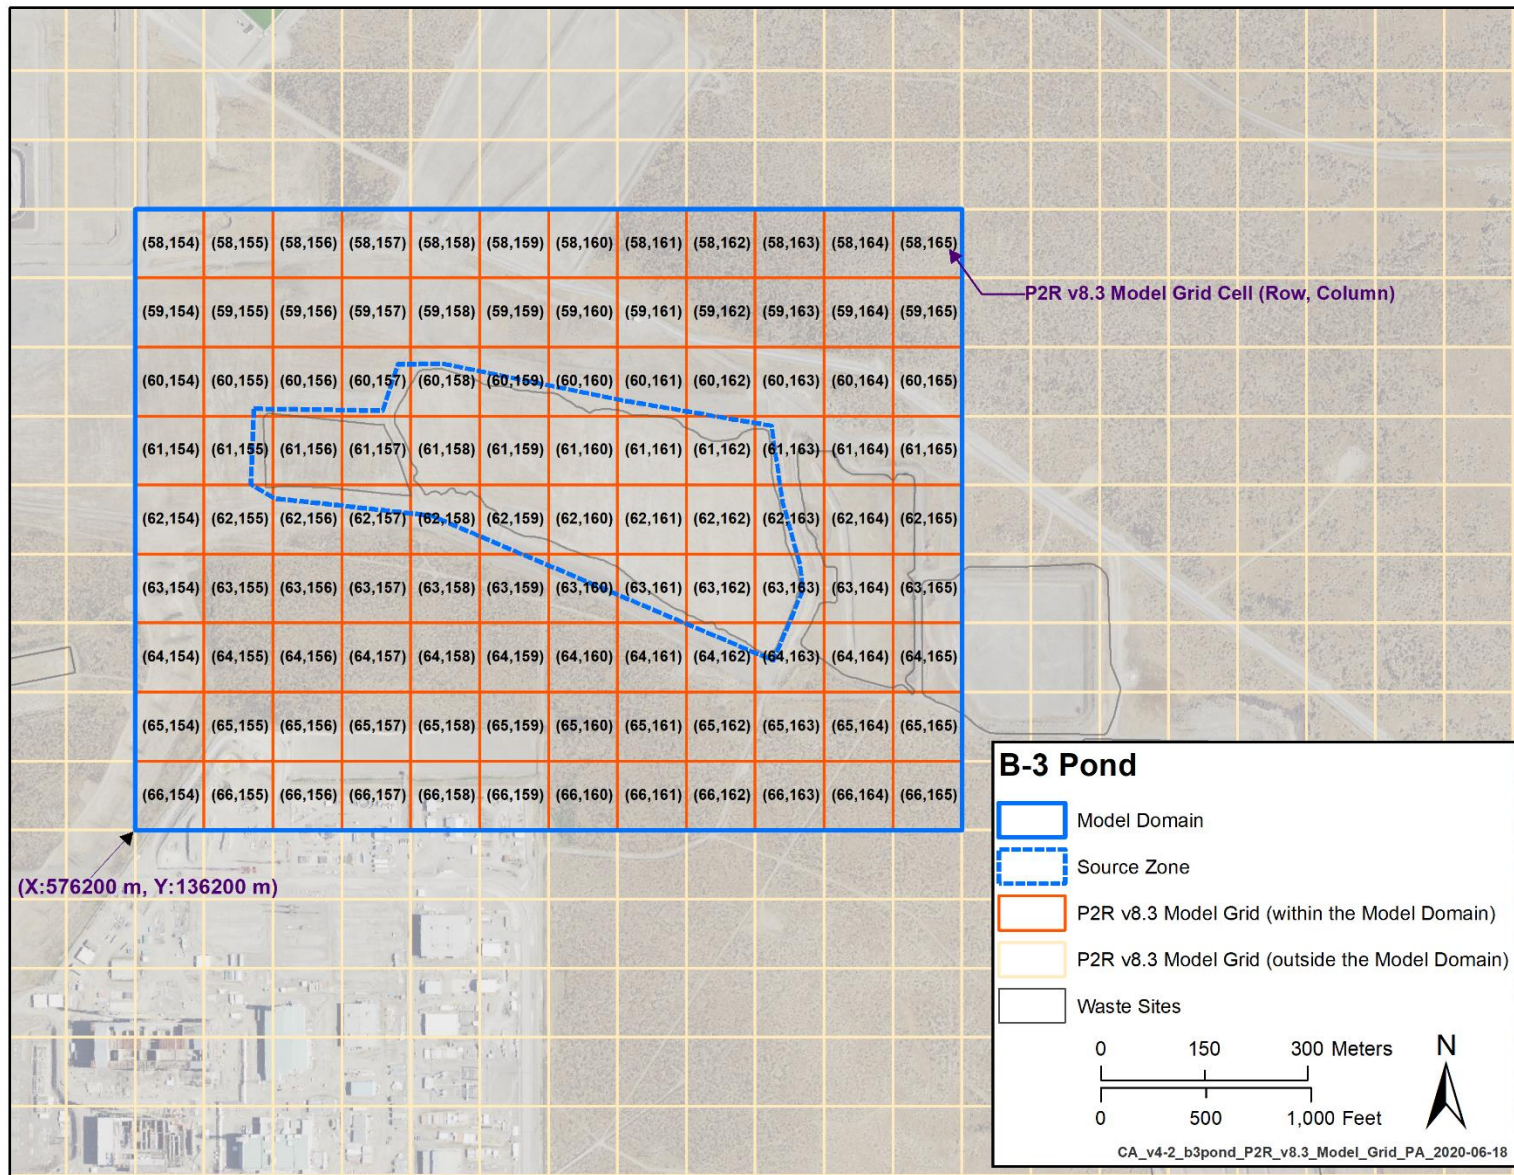 (58,154) (58,155) (58,156) (58,157) (58,158) (58,159) (58,160) (58,161) (58,162) (58,163) (58,164) (58,165)
P2R v8.3 Model Grid Cell (Row, Column)
(59,154) (59,155) (59,156) (59,157) (59,158) (59,159) (59,160) (59,161) (59,162) (59,163) (59,164) (59,165)
(60,154) (60,155) (60,156) (60,157) (60,158) (60,159) (60,160) (60,161) (60,162) (60,163) (60,164) (60,165)
(61,154) (61,155) (61,156) (61,157) (61,158) (61,159) (61,160) (61,161) (61,162) (61,163) (61,164) (61,165)
(62,154) (62,155) (62,156) (62,157) (62,158) (62,159) (62,160) (62,161) (62,162) (62,163) (62,164) (62,165)
(63,154) (63,155) (63,156) (63,157) (63,158) (63,159) (63,160) (63,161) (63,162) (63,163) (63,164) (63,165)
(64,154) (64,155) (64,156) (64,157) (64,158) (64,159) (64,160) (64,161) (64,162) (64,163) (64,164) (64,165)
(65,154) (65,155) (65,156) (65,157) (65,158) (65,159) (65,160) (65,161) (65,162) (65,163) (65,164) (65,165)
(66,154) (66,155) (66,156) (66,157) (66,158) (66,159) (66,160) (66,161) (66,162) (66,163) (66,164) (66,165)
(X:576200 m, Y:136200 m)
B-3 Pond
Model Domain
Source Zone
P2R v8.3 Model Grid (within the Model Domain)
P2R v8.3 Model Grid (outside the Model Domain)
Waste Sites
0 150 300 Meters
N
0 500 1,000 Feet
CA_v4-2_b3pond_P2R_v8.3_Model_Grid_PA_2020-06-18